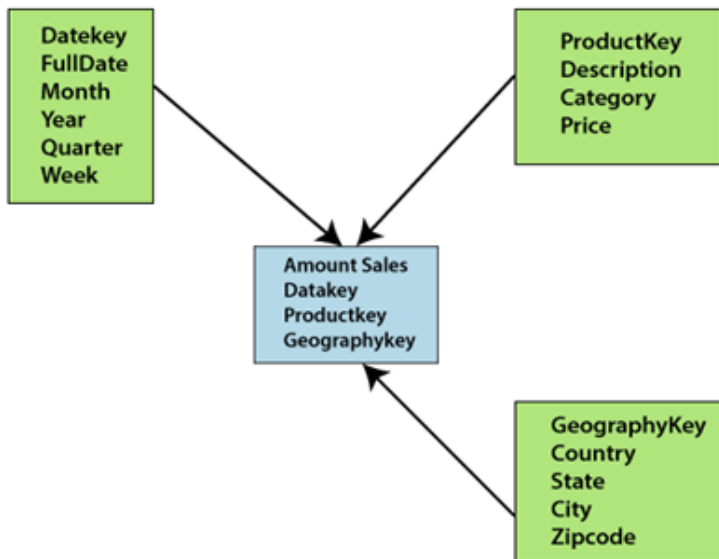 Datekey
FullDate
Month
Year
Quarter
Week
ProductKey
Description
Category
Price
Amount Sales
Datakey
Productkey
Geographykey
GeographyKey
Country
State
City
Zipcode